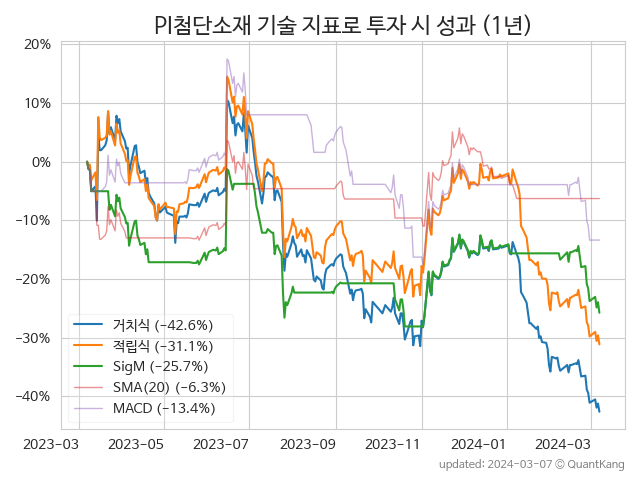 PI첨단소재 기술 지표로 투자 시 성과 (1년)
20%
10%
0%
−10%
−20%
−30%
−40%
거치식 (−42.6%)
적립식 (−31.1%)
SigM (−25.7%)
SMA(20) (−6.3%)
MACD (−13.4%)
2023−03 2023−05 2023−07 2023−09 2023−11 2024−01 2024−03
updated: 2024−03−07 © QuantKang